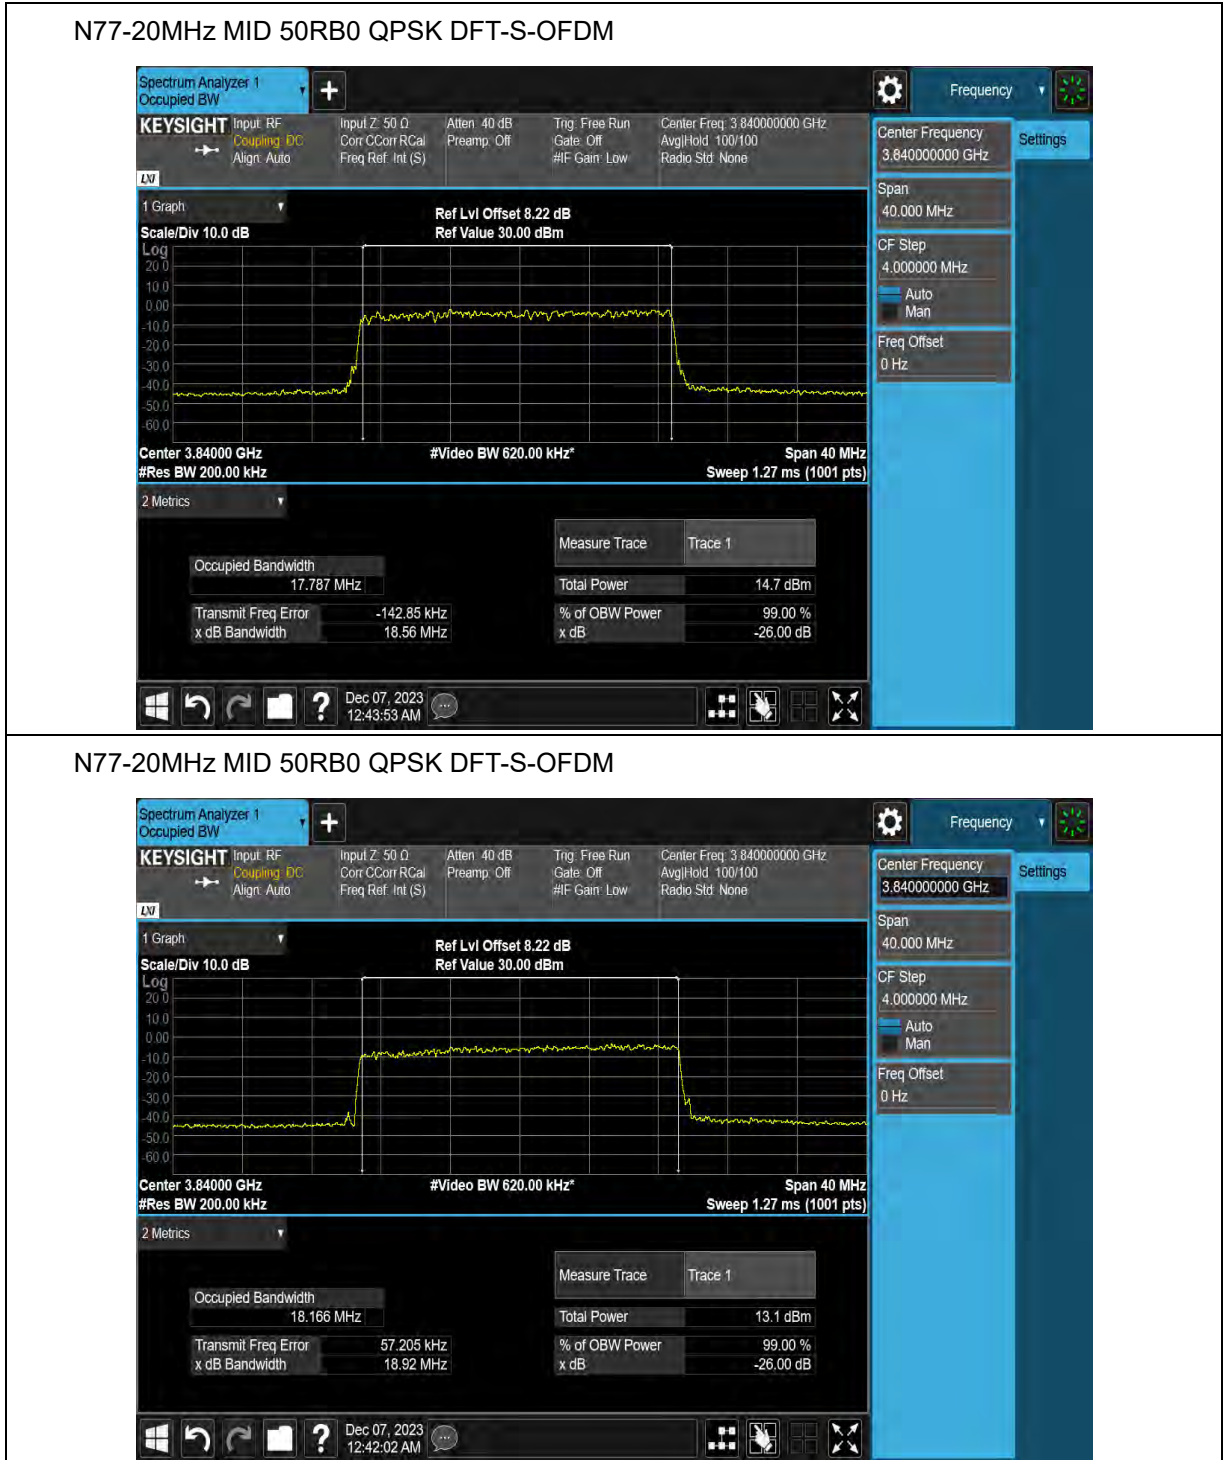 N77-20MHz MID 50RB0 QPSK DFT-S-OFDM
Spectrum Analyzer 1
Occupied BW
Frequency
KEYSIGHT
Input: RF
Coupling: DC
Align: Auto
Input Z: 50 Ω
Corr CCorr RCal
Freq Ref: Int (S)
Atten: 40 dB
Preamp: Off
Trig: Free Run
Gate: Off
#IF Gain: Low
Center Freq: 3.840000000 GHz
Avg|Hold: 100/100
Radio Std: None
LXI
Center Frequency
3.840000000 GHz
Settings
Span
40.000 MHz
CF Step
4.000000 MHz
Auto
Man
Freq Offset
0 Hz
1 Graph
Scale/Div 10.0 dB
Ref Lvl Offset 8.22 dB
Ref Value 30.00 dBm
Log
20.0
10.0
0.00
-10.0
-20.0
-30.0
-40.0
-50.0
-60.0
Center 3.84000 GHz
#Res BW 200.00 kHz
#Video BW 620.00 kHz*
Span 40 MHz
Sweep 1.27 ms (1001 pts)
2 Metrics
Measure Trace Trace 1
Occupied Bandwidth
17.787 MHz
Total Power 14.7 dBm
Transmit Freq Error -142.85 kHz
x dB Bandwidth 18.56 MHz
% of OBW Power 99.00 %
x dB -26.00 dB
Dec 07, 2023
12:43:53 AM
N77-20MHz MID 50RB0 QPSK DFT-S-OFDM
Spectrum Analyzer 1
Occupied BW
Frequency
KEYSIGHT
Input: RF
Coupling: DC
Align: Auto
Input Z: 50 Ω
Corr CCorr RCal
Freq Ref: Int (S)
Atten: 40 dB
Preamp: Off
Trig: Free Run
Gate: Off
#IF Gain: Low
Center Freq: 3.840000000 GHz
Avg|Hold: 100/100
Radio Std: None
LXI
Center Frequency
3.840000000 GHz
Settings
Span
40.000 MHz
CF Step
4.000000 MHz
Auto
Man
Freq Offset
0 Hz
1 Graph
Scale/Div 10.0 dB
Ref Lvl Offset 8.22 dB
Ref Value 30.00 dBm
Log
20.0
10.0
0.00
-10.0
-20.0
-30.0
-40.0
-50.0
-60.0
Center 3.84000 GHz
#Res BW 200.00 kHz
#Video BW 620.00 kHz*
Span 40 MHz
Sweep 1.27 ms (1001 pts)
2 Metrics
Measure Trace Trace 1
Occupied Bandwidth
18.166 MHz
Total Power 13.1 dBm
Transmit Freq Error 57.205 kHz
x dB Bandwidth 18.92 MHz
% of OBW Power 99.00 %
x dB -26.00 dB
Dec 07, 2023
12:42:02 AM